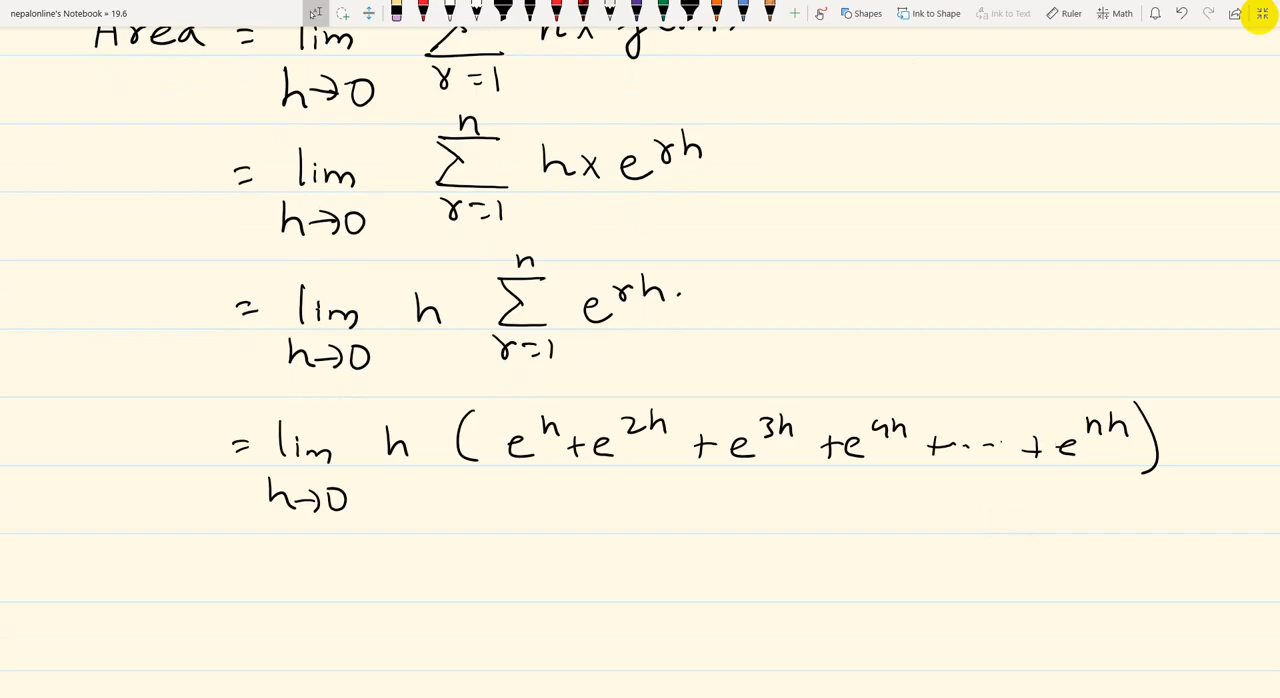 nepalonline's Notebook » 19.6
Shapes Ink to Shape Ink to Text Ruler Math
Area = lim Σ h×
h→0 r=1
= lim Σ h×e^rh
h→0 r=1 n
= lim h Σ e^rh.
h→0 r=1 n
= lim h (e^h+e^2h +e^3h +e^4h +....+e^nh)
h→0